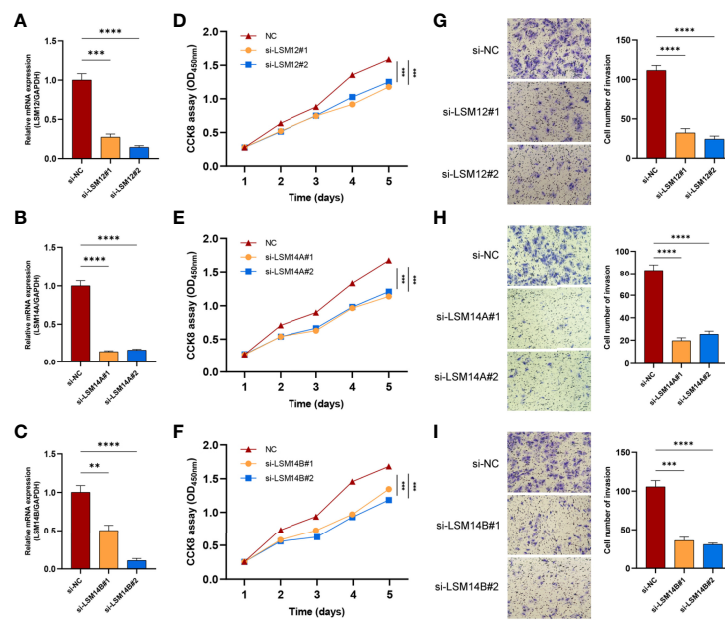 A
Relative mRNA expression
(LSM12/GAPDH)
1.5
1.0
0.5
0.0
****
***
si-NC
si-LSM12#1
si-LSM12#2
D
CCK8 assay (OD450nm)
2.0
1.5
1.0
0.5
0.0
NC
si-LSM12#1
si-LSM12#2
***
***
1 2 3 4 5
Time (days)
G
si-NC
si-LSM12#1
si-LSM12#2
Cell number of invasion
150
100
50
0
****
****
si-NC
si-LSM12#1
si-LSM12#2
B
Relative mRNA expression
(LSM14A/GAPDH)
1.5
1.0
0.5
0.0
****
****
si-NC
si-LSM14A#1
si-LSM14A#2
E
CCK8 assay (OD450nm)
2.0
1.5
1.0
0.5
0.0
NC
si-LSM14A#1
si-LSM14A#2
***
***
1 2 3 4 5
Time (days)
H
si-NC
si-LSM14A#1
si-LSM14A#2
Cell number of invasion
100
80
60
40
20
0
****
****
si-NC
si-LSM14A#1
si-LSM14A#2
C
Relative mRNA expression
(LSM14B/GAPDH)
1.5
1.0
0.5
0.0
****
**
si-NC
si-LSM14B#1
si-LSM14B#2
F
CCK8 assay (OD450nm)
2.0
1.5
1.0
0.5
0.0
NC
si-LSM14B#1
si-LSM14B#2
***
***
1 2 3 4 5
Time (days)
I
si-NC
si-LSM14B#1
si-LSM14B#2
Cell number of invasion
150
100
50
0
****
***
si-NC
si-LSM14B#1
si-LSM14B#2